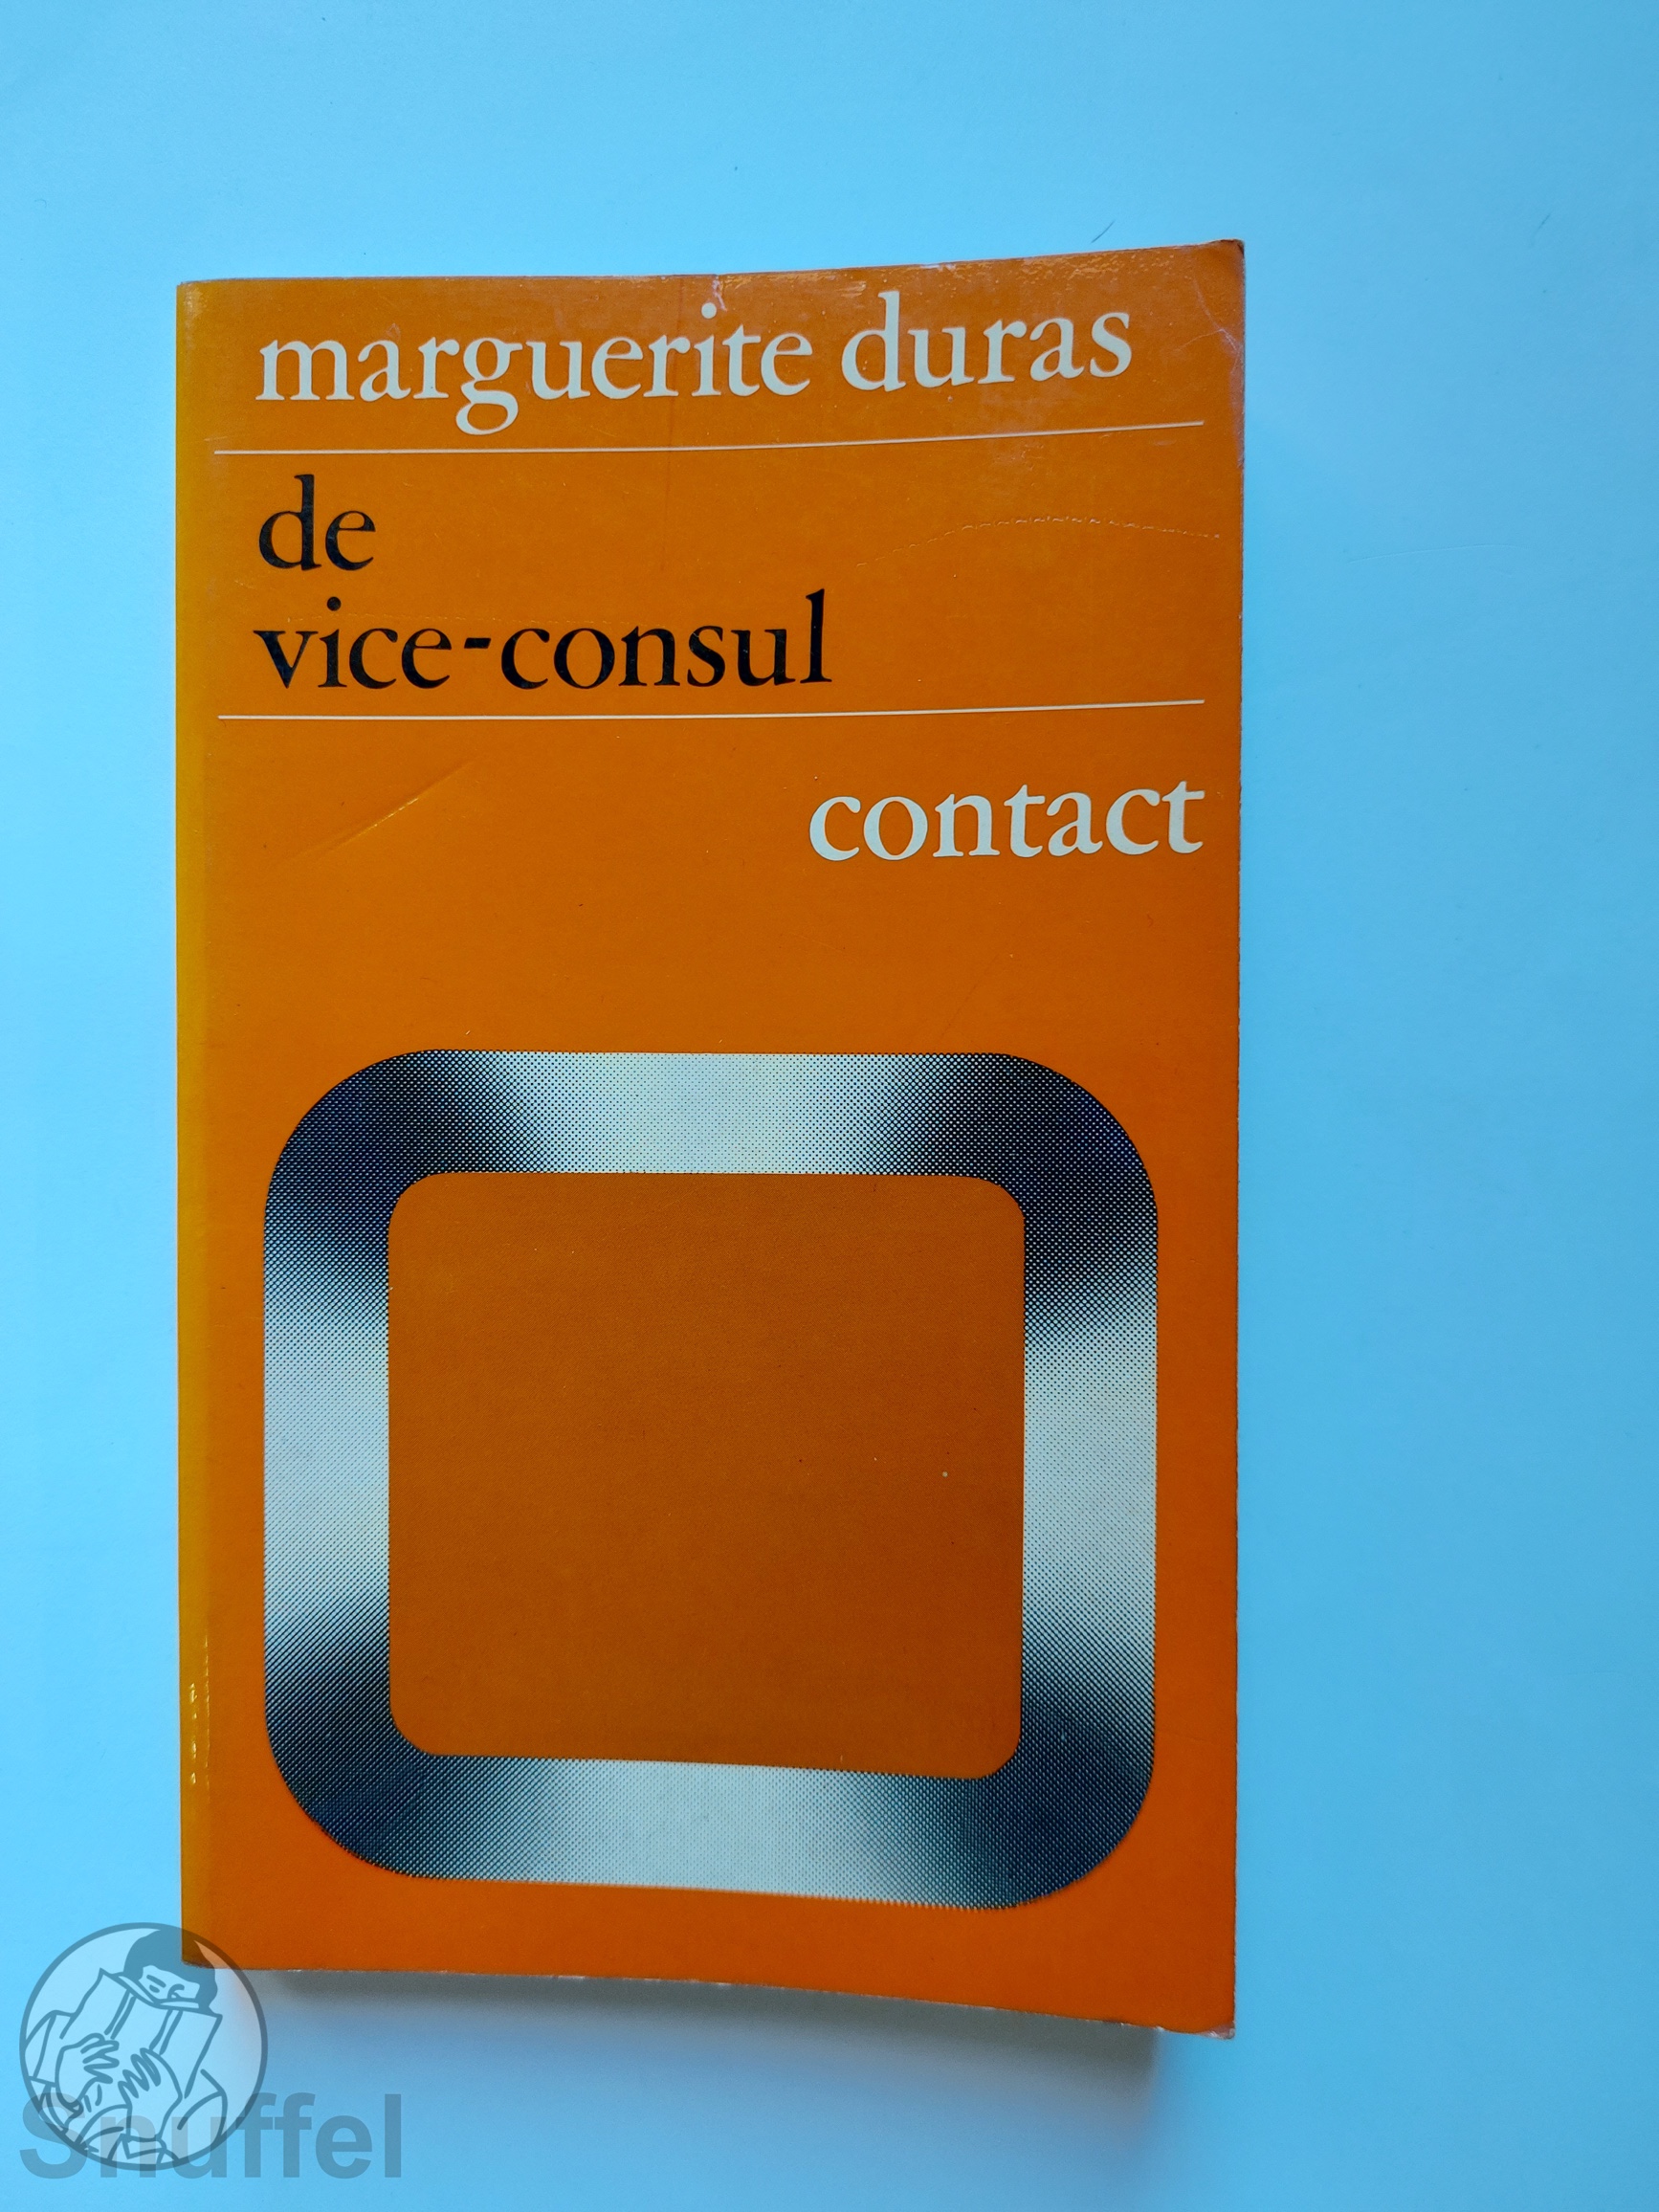 marguerite duras
de
vice-consul
contact
Snuffel